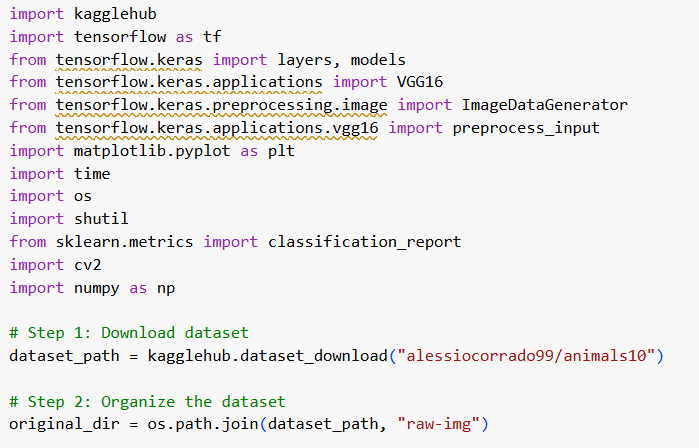 import kagglehub
import tensorflow as tf
from tensorflow.keras import layers, models
from tensorflow.keras.applications import VGG16
from tensorflow.keras.preprocessing.image import ImageDataGenerator
from tensorflow.keras.applications.vgg16 import preprocess_input
import matplotlib.pyplot as plt
import time
import os
import shutil
from sklearn.metrics import classification_report
import cv2
import numpy as np
# Step 1: Download dataset
dataset_path = kagglehub.dataset_download("alessiocorrado99/animals10")
# Step 2: Organize the dataset
original_dir = os.path.join(dataset_path, "raw-img")